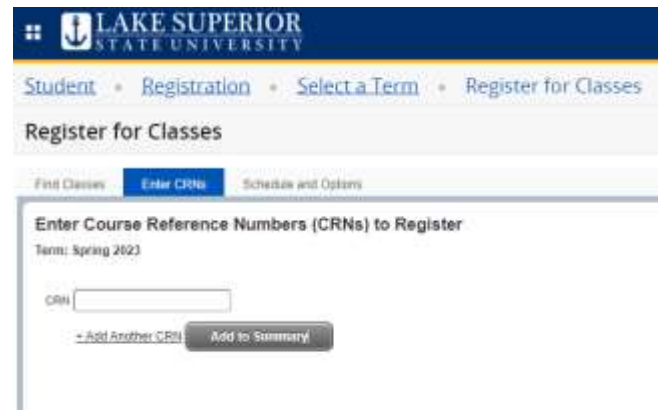 LAKE SUPERIOR
STATE UNIVERSITY
Student • Registration • Select a Term • Register for Classes
Register for Classes
Find Classes Enter CRNs Schedule and Options
Enter Course Reference Numbers (CRNs) to Register
Term: Spring 2023
CRN
+ Add Another CRN Add to Summary